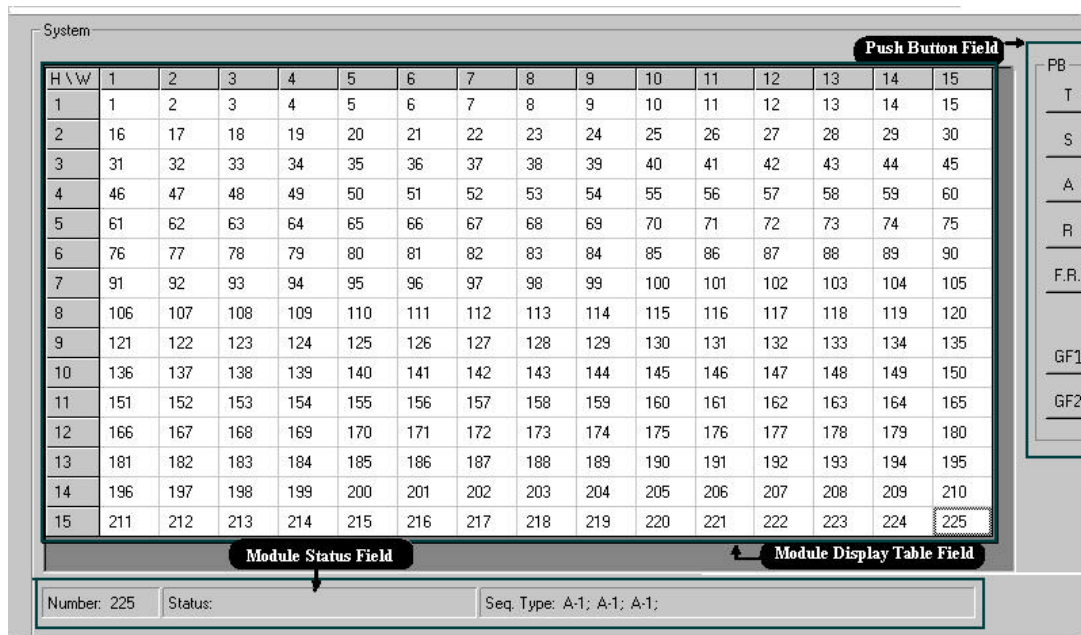 System
Push Button Field
H \ W 1 2 3 4 5 6 7 8 9 10 11 12 13 14 15
1 1 2 3 4 5 6 7 8 9 10 11 12 13 14 15
2 16 17 18 19 20 21 22 23 24 25 26 27 28 29 30
3 31 32 33 34 35 36 37 38 39 40 41 42 43 44 45
4 46 47 48 49 50 51 52 53 54 55 56 57 58 59 60
5 61 62 63 64 65 66 67 68 69 70 71 72 73 74 75
6 76 77 78 79 80 81 82 83 84 85 86 87 88 89 90
7 91 92 93 94 95 96 97 98 99 100 101 102 103 104 105
8 106 107 108 109 110 111 112 113 114 115 116 117 118 119 120
9 121 122 123 124 125 126 127 128 129 130 131 132 133 134 135
10 136 137 138 139 140 141 142 143 144 145 146 147 148 149 150
11 151 152 153 154 155 156 157 158 159 160 161 162 163 164 165
12 166 167 168 169 170 171 172 173 174 175 176 177 178 179 180
13 181 182 183 184 185 186 187 188 189 190 191 192 193 194 195
14 196 197 198 199 200 201 202 203 204 205 206 207 208 209 210
15 211 212 213 214 215 216 217 218 219 220 221 222 223 224 225
Module Status Field
Module Display Table Field
Number: 225 Status: Seq. Type: A-1; A-1; A-1;
PB
T
S
A
R
F.R.
GF1
GF2